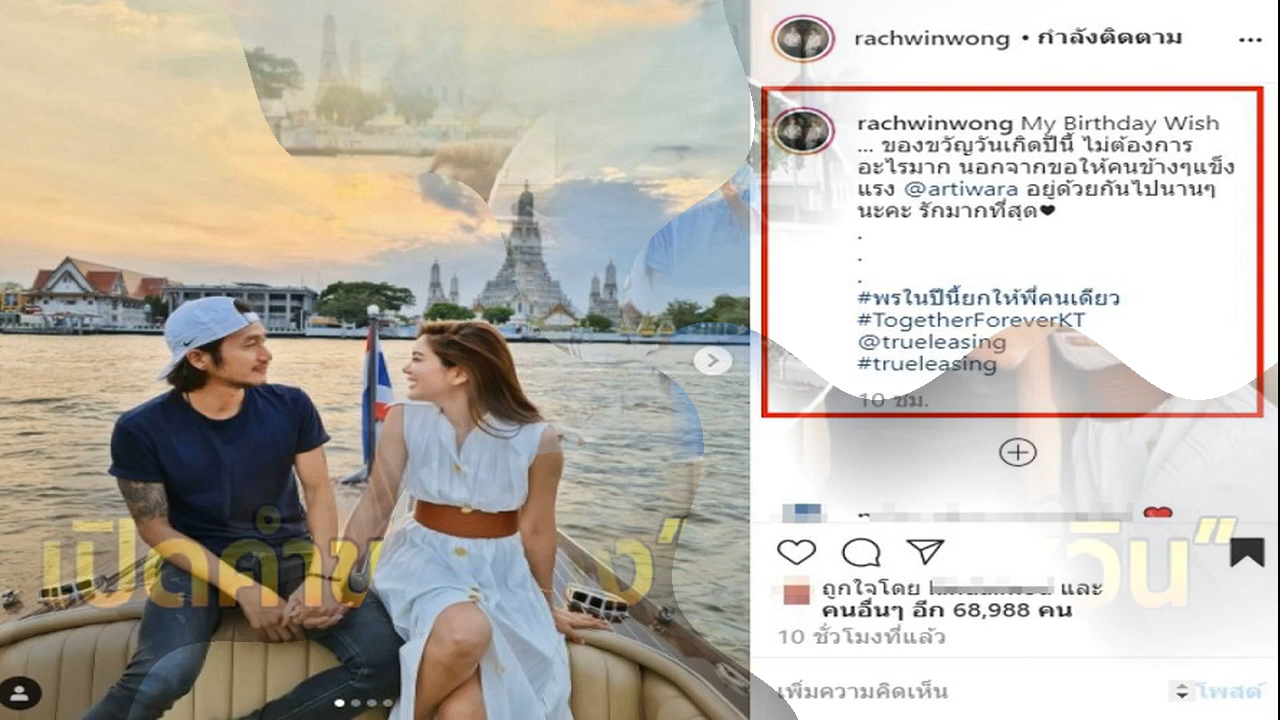 rachwinwong • กำลังติดตาม
rachwinwong My Birthday Wish
... ของขวัญวันเกิดปีนี้ ไม่ต้องการ
อะไรมาก นอกจากขอให้คนข้างๆแข็ง
แรง @artiwara อยู่ด้วยกันไปนานๆ
นะคะ รักมากที่สุด❤
.
.
.
#พรในปีนี้ยกให้พี่คนเดียว
#TogetherForeverKT
@trueleasing
#trueleasing
10 ชม.
ถูกใจโดย และ
คนอื่นๆ อีก 68,988 คน
10 ชั่วโมงที่แล้ว
เพิ่มความคิดเห็น
โพสต์
เปิดคำ
วิน"